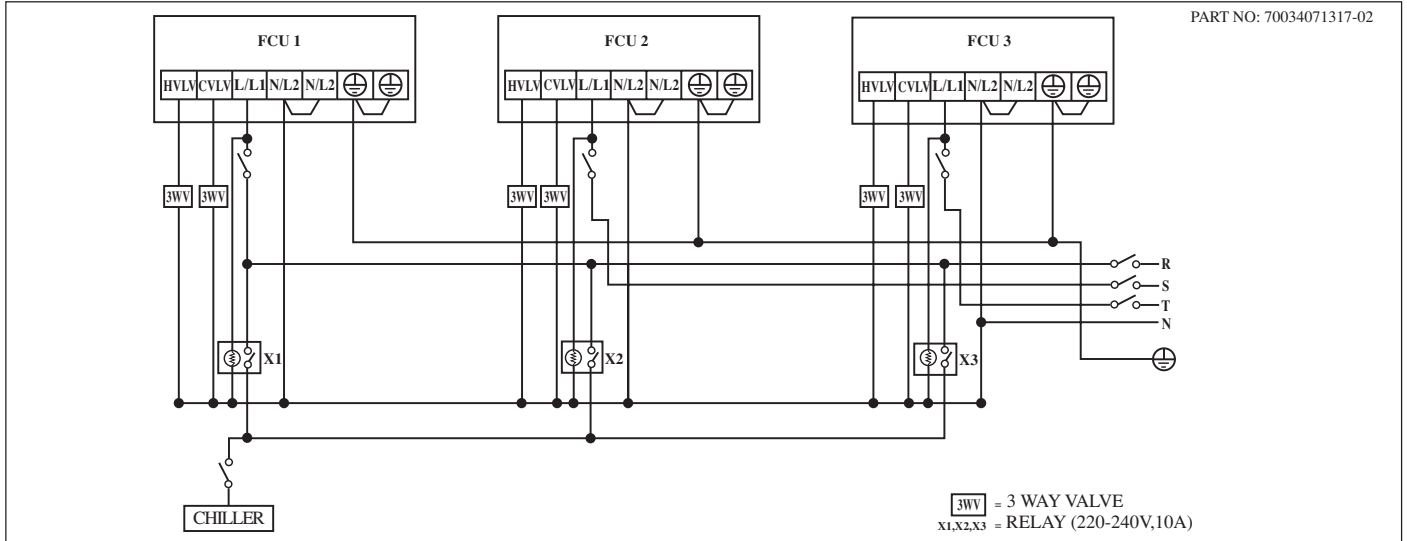 PART NO: 70034071317-02
FCU 1
FCU 2
FCU 3
HVLV CVLV L/L1 N/L2 N/L2
HVLV CVLV L/L1 N/L2 N/L2
HVLV CVLV L/L1 N/L2 N/L2
3WV 3WV
3WV 3WV
3WV 3WV
R
S
T
N
X1
X2
X3
CHILLER
3WV = 3 WAY VALVE
X1,X2,X3 = RELAY (220-240V,10A)